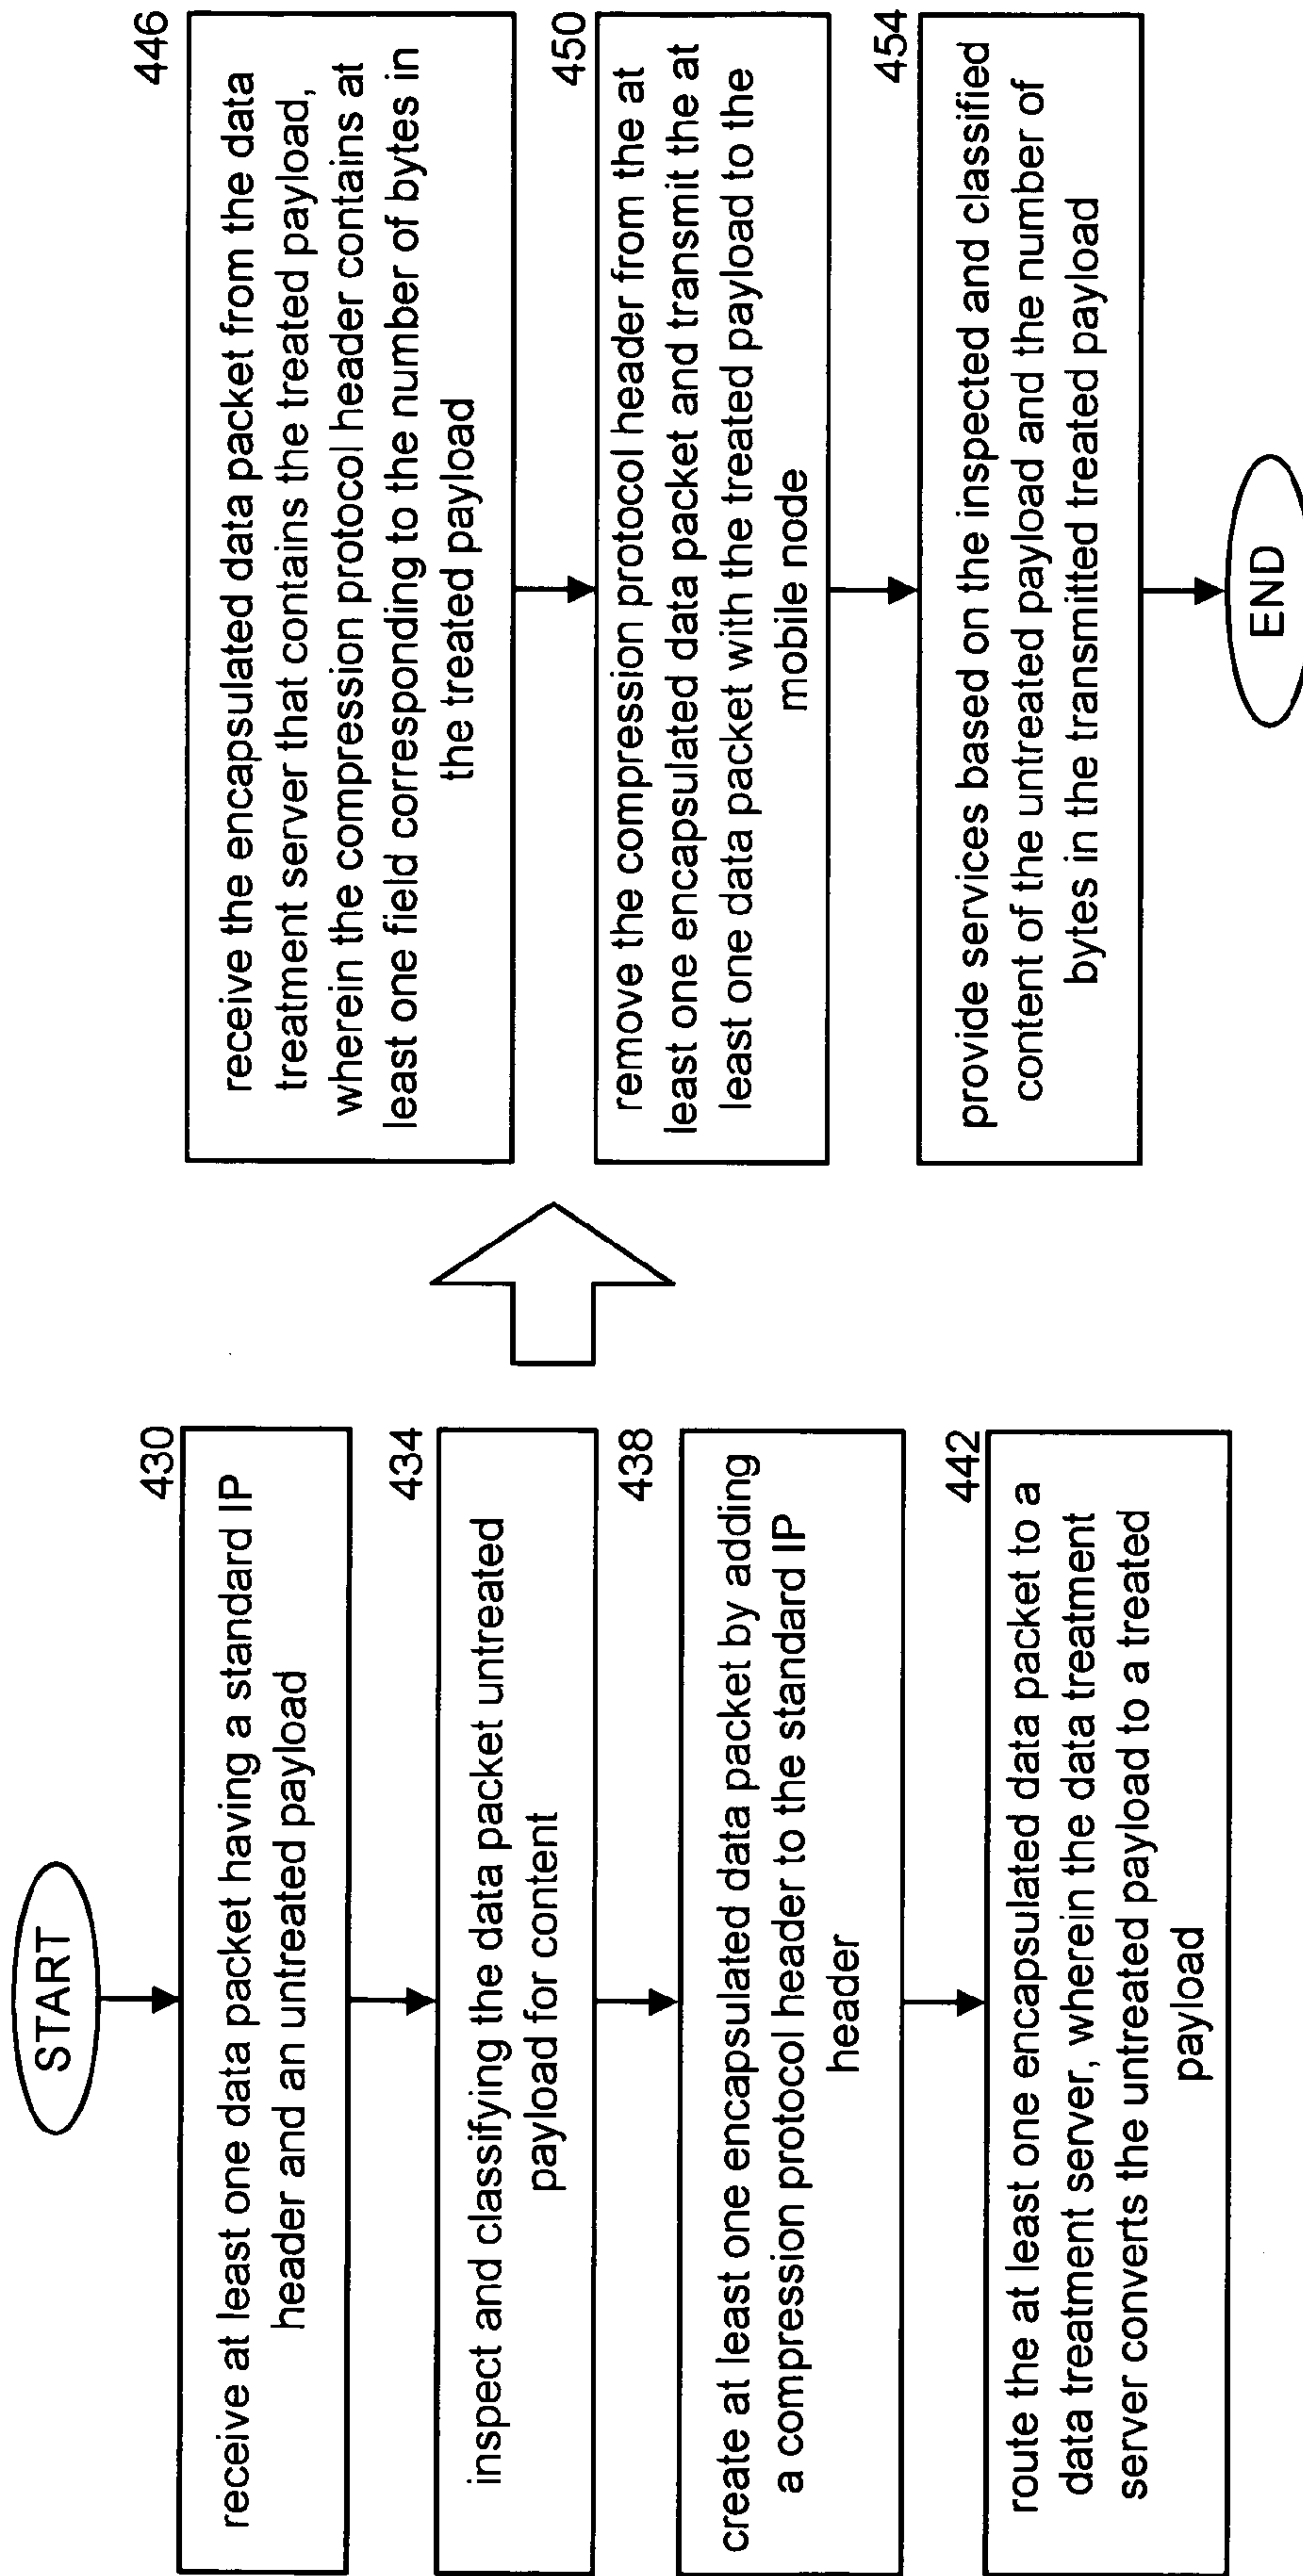 START
430
receive at least one data packet having a standard IP
header and an untreated payload
434
inspect and classifying the data packet untreated
payload for content
438
create at least one encapsulated data packet by adding
a compression protocol header to the standard IP
header
442
route the at least one encapsulated data packet to a
data treatment server, wherein the data treatment
server converts the untreated payload to a treated
payload
446
receive the encapsulated data packet from the data
treatment server that contains the treated payload,
wherein the compression protocol header contains at
least one field corresponding to the number of bytes in
the treated payload
450
remove the compression protocol header from the at
least one encapsulated data packet and transmit the at
least one data packet with the treated payload to the
mobile node
454
provide services based on the inspected and classified
content of the untreated payload and the number of
bytes in the transmitted treated payload
END